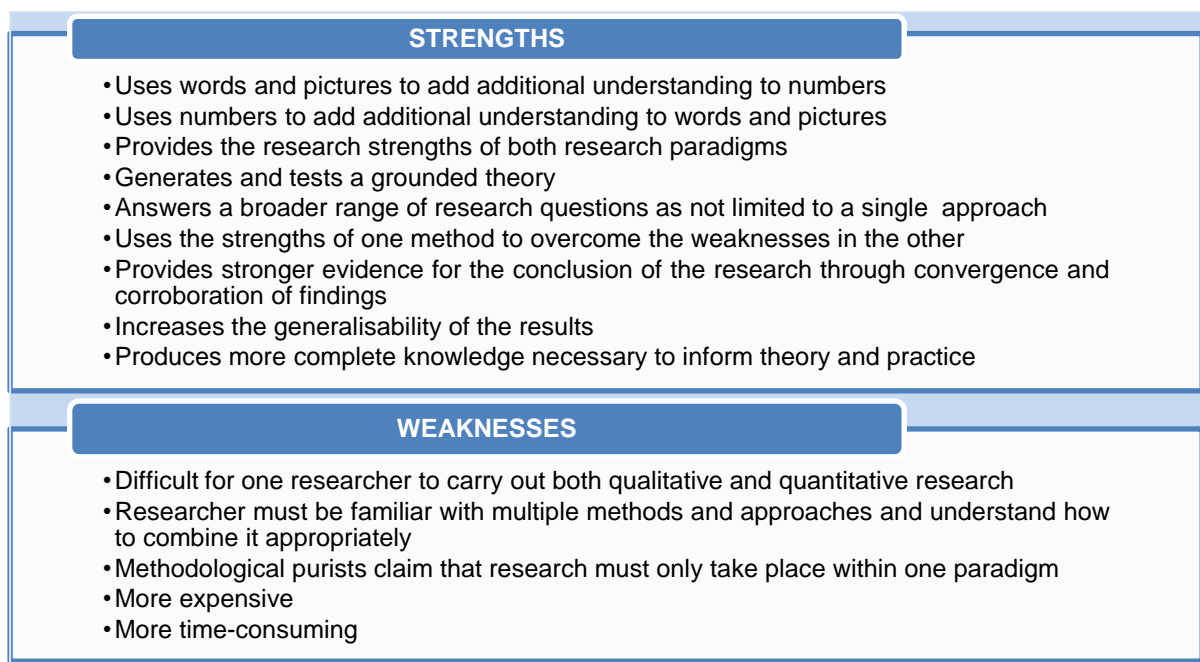 STRENGTHS
•Uses words and pictures to add additional understanding to numbers
•Uses numbers to add additional understanding to words and pictures
•Provides the research strengths of both research paradigms
•Generates and tests a grounded theory
•Answers a broader range of research questions as not limited to a single approach
•Uses the strengths of one method to overcome the weaknesses in the other
•Provides stronger evidence for the conclusion of the research through convergence and
corroboration of findings
•Increases the generalisability of the results
•Produces more complete knowledge necessary to inform theory and practice
WEAKNESSES
•Difficult for one researcher to carry out both qualitative and quantitative research
•Researcher must be familiar with multiple methods and approaches and understand how
to combine it appropriately
•Methodological purists claim that research must only take place within one paradigm
•More expensive
•More time-consuming